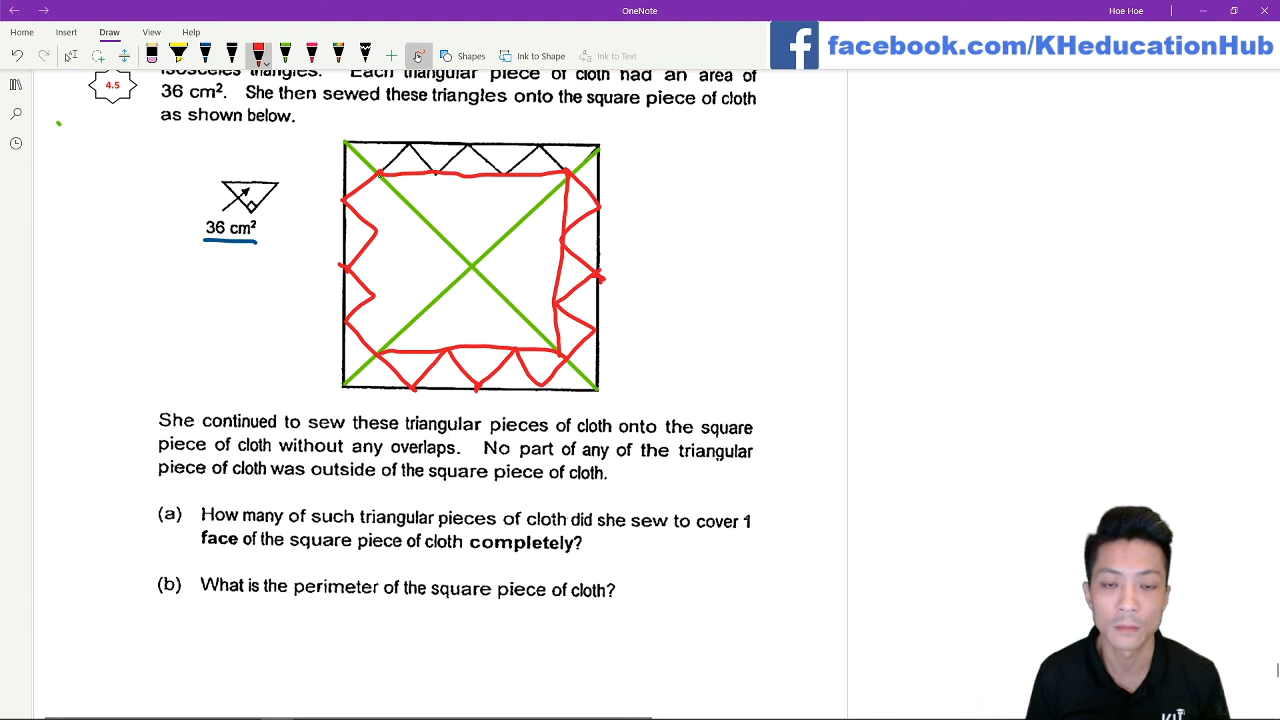 OneNote
Hoe Hoe
Home Insert Draw View Help
Shapes Ink to Shape Ink to Text
facebook.com/KHeducationHub
4.5
isosceles triangles. Each triangular piece of cloth had an area of
36 cm². She then sewed these triangles onto the square piece of cloth
as shown below.
36 cm²
She continued to sew these triangular pieces of cloth onto the square
piece of cloth without any overlaps. No part of any of the triangular
piece of cloth was outside of the square piece of cloth.
(a) How many of such triangular pieces of cloth did she sew to cover 1
face of the square piece of cloth completely?
(b) What is the perimeter of the square piece of cloth?